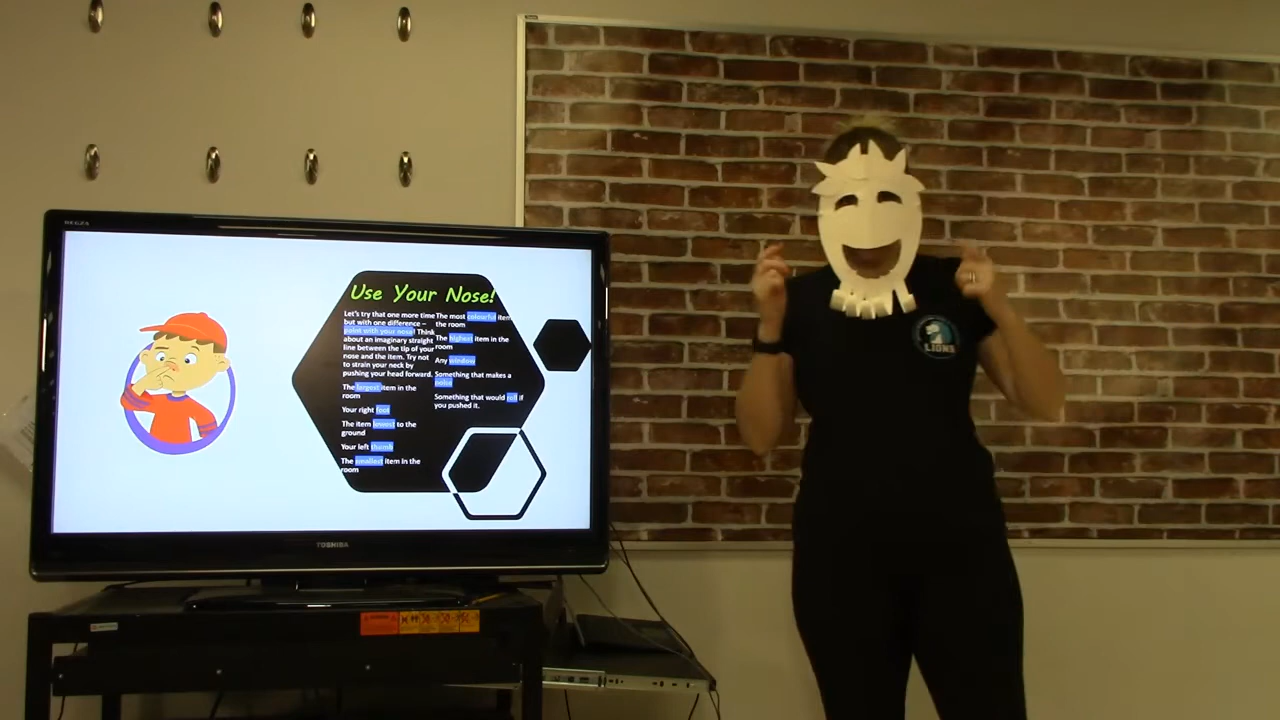 REGZA
Use Your Nose!
Let's try that one more time
but with one difference –
point with your nose! Think
about an imaginary straight
line between the tip of your
nose and the item. Try not
to strain your neck by
pushing your head forward.
The largest item in the
room
Your right foot
The item lowest to the
ground
Your left thumb
The smallest item in the
room
The most colourful item
the room
The highest item in the
room
Any window
Something that makes a
noise
Something that would roll if
you pushed it.
TOSHIBA
LIONS